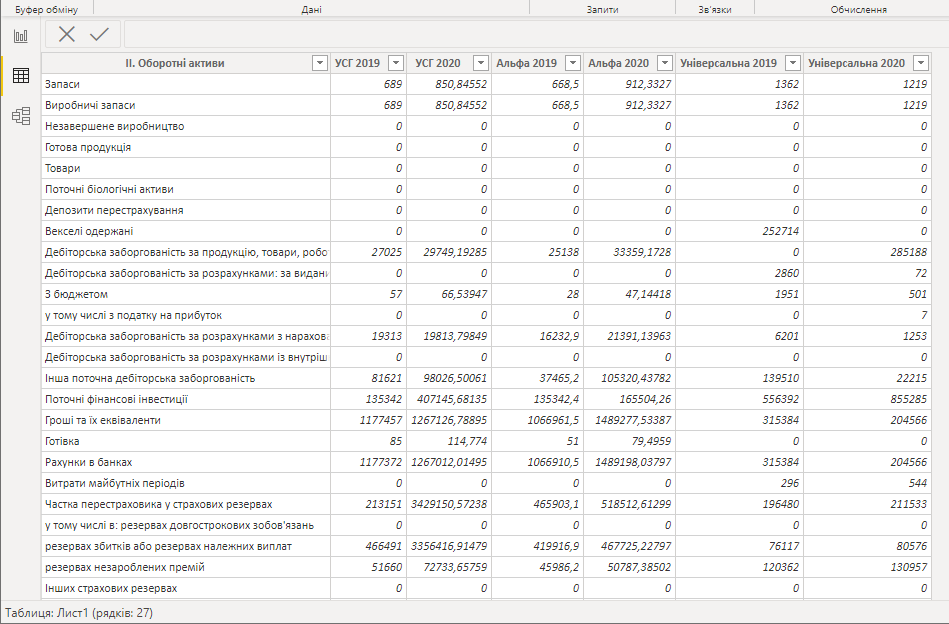 Буфер обміну Дані Запити Зв'язки Обчислення
ІІ. Оборотні активи УСГ 2019 УСГ 2020 Альфа 2019 Альфа 2020 Універсальна 2019 Універсальна 2020
Запаси 689 850,84552 668,5 912,3327 1362 1219
Виробничі запаси 689 850,84552 668,5 912,3327 1362 1219
Незавершене виробництво 0 0 0 0 0 0
Готова продукція 0 0 0 0 0 0
Товари 0 0 0 0 0 0
Поточні біологічні активи 0 0 0 0 0 0
Депозити перестрахування 0 0 0 0 0 0
Векселі одержані 0 0 0 0 252714 0
Дебіторська заборгованість за продукцію, товари, робо 27025 29749,19285 25138 33359,1728 0 285188
Дебіторська заборгованість за розрахунками: за видани 0 0 0 0 2860 72
З бюджетом 57 66,53947 28 47,14418 1951 501
у тому числі з податку на прибуток 0 0 0 0 0 7
Дебіторська заборгованість за розрахунками з нарахова 19313 19813,79849 16232,9 21391,13963 6201 1253
Дебіторська заборгованість за розрахунками із внутріш 0 0 0 0 0 0
Інша поточна дебіторська заборгованість 81621 98026,50061 37465,2 105320,43782 139510 22215
Поточні фінансові інвестиції 135342 407145,68135 135342,4 165504,26 556392 855285
Гроші та їх еквіваленти 1177457 1267126,78895 1066961,5 1489277,53387 315384 204566
Готівка 85 114,774 51 79,4959 0 0
Рахунки в банках 1177372 1267012,01495 1066910,5 1489198,03797 315384 204566
Витрати майбутніх періодів 0 0 0 0 296 544
Частка перестраховика у страхових резервах 213151 3429150,57238 465903,1 518512,61299 196480 211533
у тому числі в: резервах довгострокових зобов'язань 0 0 0 0 0 0
резервах збитків або резервах належних виплат 466491 3356416,91479 419916,9 467725,22797 76117 80576
резервах незароблених премій 51660 72733,65759 45986,2 50787,38502 120362 130957
Інших страхових резервах 0 0 0 0 0 0
Таблиця: Лист1 (рядків: 27)